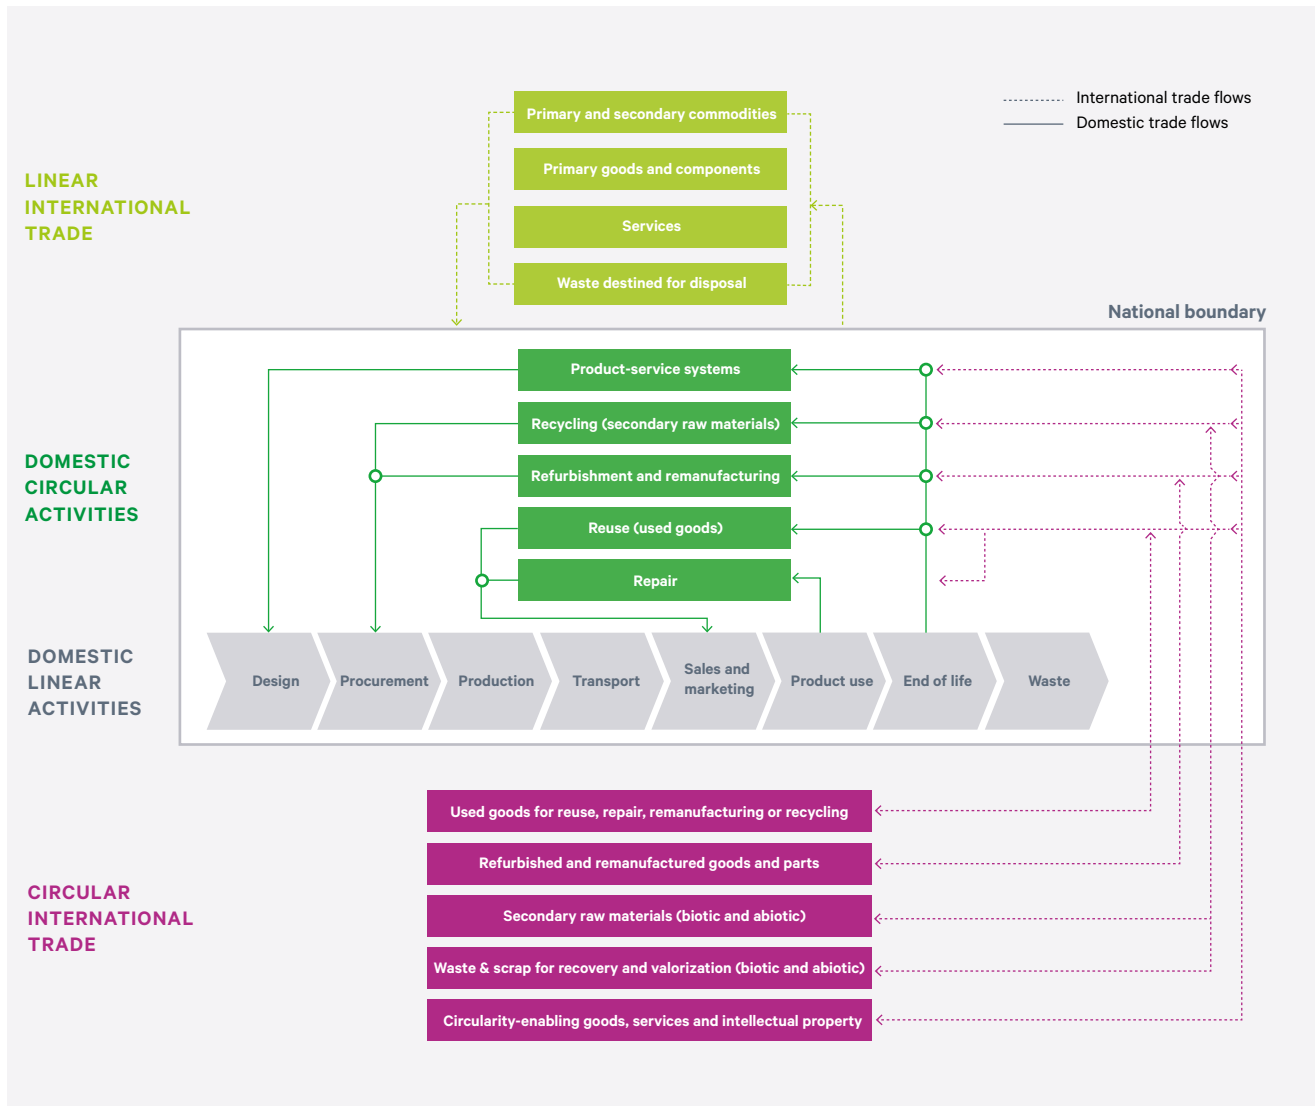 International trade flows
Domestic trade flows
LINEAR
INTERNATIONAL
TRADE
Primary and secondary commodities
Primary goods and components
Services
Waste destined for disposal
National boundary
DOMESTIC
CIRCULAR
ACTIVITIES
Product-service systems
Recycling (secondary raw materials)
Refurbishment and remanufacturing
Reuse (used goods)
Repair
DOMESTIC
LINEAR
ACTIVITIES
Design
Procurement
Production
Transport
Sales and
marketing
Product use
End of life
Waste
CIRCULAR
INTERNATIONAL
TRADE
Used goods for reuse, repair, remanufacturing or recycling
Refurbished and remanufactured goods and parts
Secondary raw materials (biotic and abiotic)
Waste & scrap for recovery and valorization (biotic and abiotic)
Circularity-enabling goods, services and intellectual property